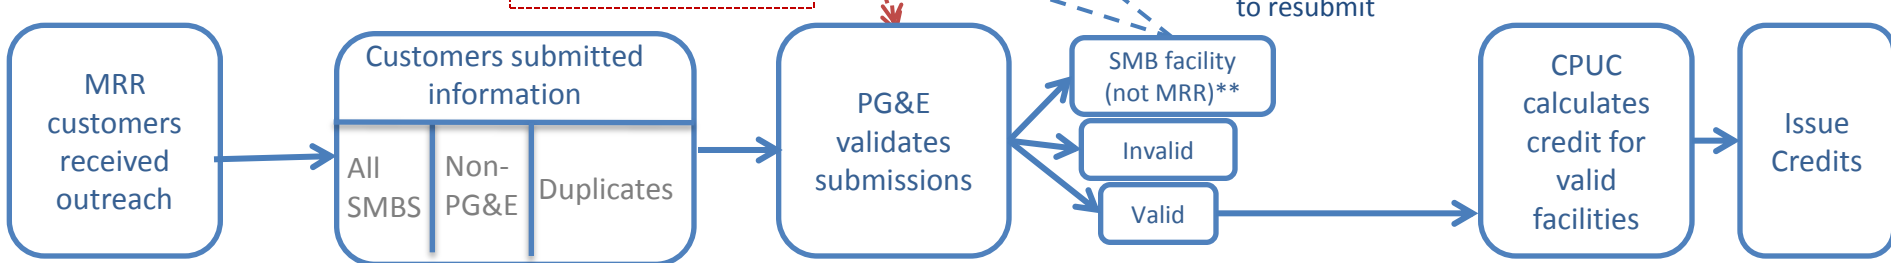 to resubmit
MRR
customers
received
outreach
Customers submitted
information
All
SMBS
Non-
PG&E
Duplicates
PG&E
validates
submissions
SMB facility
(not MRR)**
Invalid
Valid
CPUC
calculates
credit for
valid
facilities
Issue
Credits